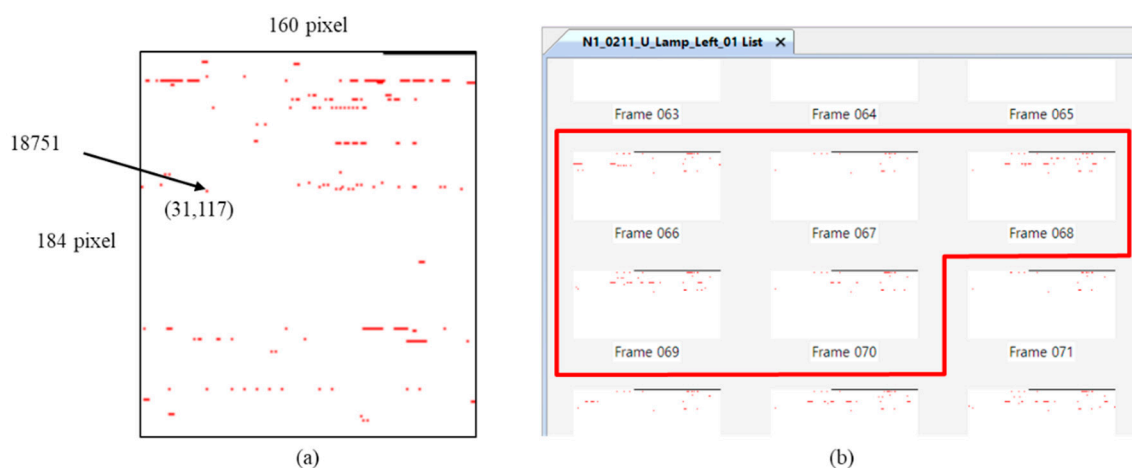 160 pixel
18751
(31,117)
184 pixel
(a)
N1_0211_U_Lamp_Left_01 List ×
Frame 063 Frame 064 Frame 065
Frame 066 Frame 067 Frame 068
Frame 069 Frame 070 Frame 071
(b)